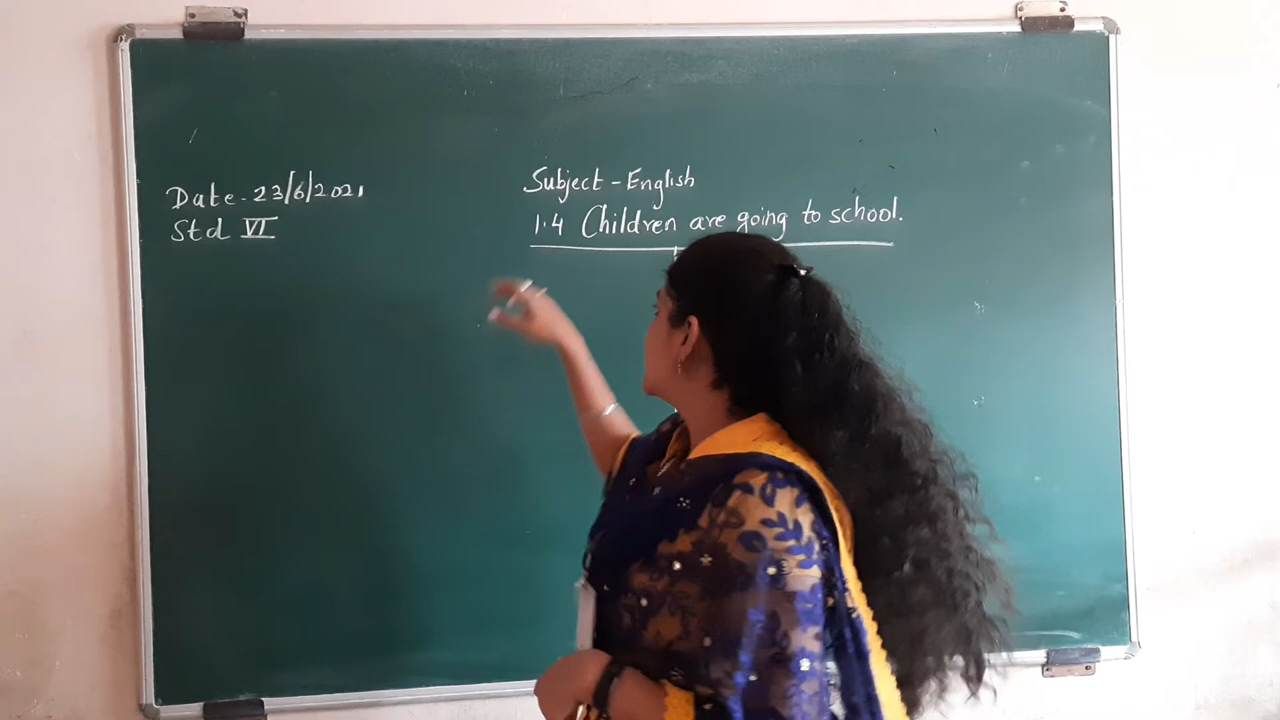 Date. 23/6/2021
Std VI
Subject - English
1.4 Children are going to school.